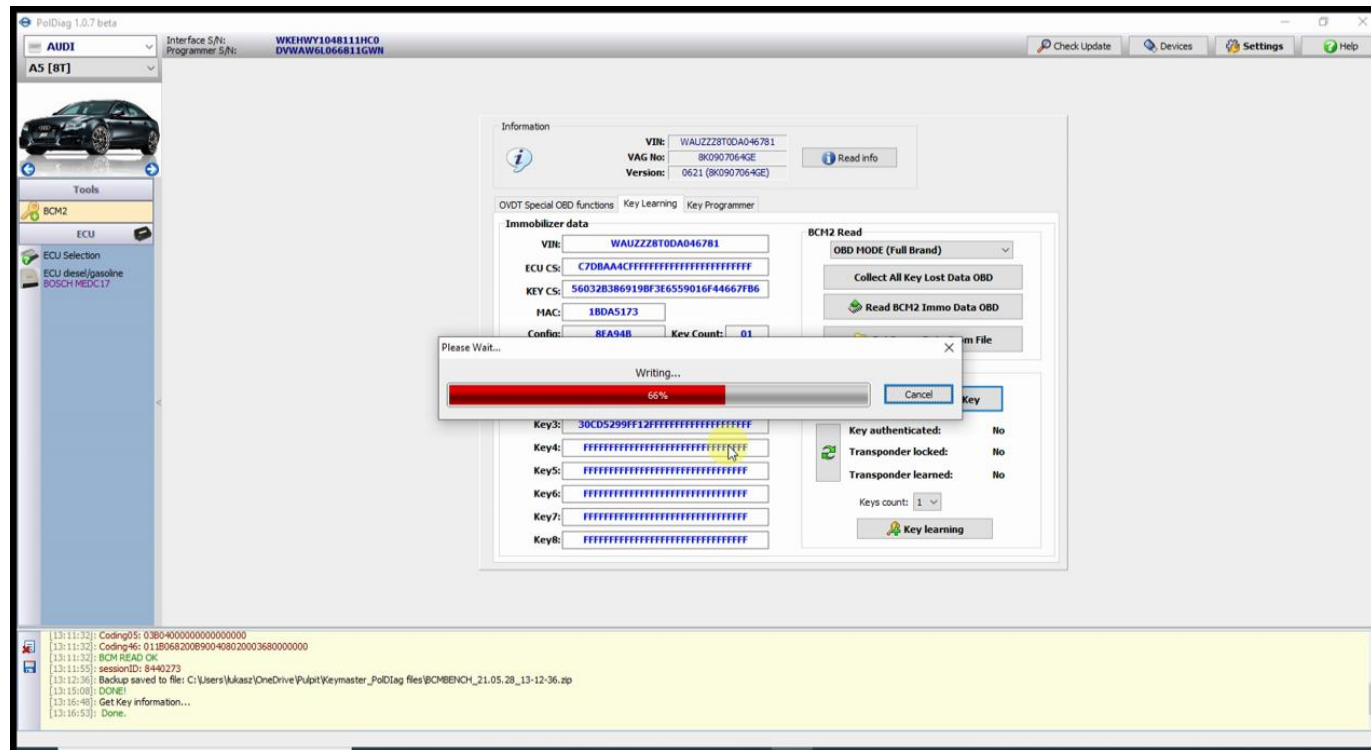 PolDiag 1.0.7 beta
AUDI
Interface S/N: WKEHWY1048111HC0
Programmer S/N: DVWAW6L066811GWN
Check Update
Devices
Settings
Help
A5 [8T]
Tools
BCM2
ECU
ECU Selection
ECU diesel/gasoline
BOSCH MEDC17
Information
VIN: WAUZZZ8T0DA046781
VAG No: 8K0907064GE
Version: 0621 (8K0907064GE)
Read info
OVDT Special OBD functions
Key Learning
Key Programmer
Immobilizer data
VIN: WAUZZZ8T0DA046781
ECU CS: C7DBAA4CFFFFFFFFFFFFFFFFFFFFFFFF
KEY CS: 56032B386919BF3E6559016F44667FB6
MAC: 1BDA5173
Config: 8FA94B Key Count: 01
BCM2 Read
OBD MODE (Full Brand)
Collect All Key Lost Data OBD
Read BCM2 Immo Data OBD
m File
Please Wait...
Writing...
66%
Cancel
Key
Key3: 30CD5299FF12FFFFFFFFFFFFFFFFFFFF
Key4: FFFFFFFFFFFFFFFFFFFFFFFFFFFFFFFF
Key5: FFFFFFFFFFFFFFFFFFFFFFFFFFFFFFFF
Key6: FFFFFFFFFFFFFFFFFFFFFFFFFFFFFFFF
Key7: FFFFFFFFFFFFFFFFFFFFFFFFFFFFFFFF
Key8: FFFFFFFFFFFFFFFFFFFFFFFFFFFFFFFF
Key authenticated: No
Transponder locked: No
Transponder learned: No
Keys count: 1
Key learning
[13:11:32]: Coding05: 03B04000000000000000
[13:11:32]: Coding46: 011B068200B90040802000368000000
[13:11:32]: BCM READ OK
[13:11:55]: sessionID: 8440273
[13:12:36]: Backup saved to file: C:\Users\lukasz\OneDrive\Pulpit\Keymaster_PolDIag files\BCMBENCH_21.05.28_13-12-36.zip
[13:15:08]: DONE!
[13:16:48]: Get Key information...
[13:16:53]: Done.